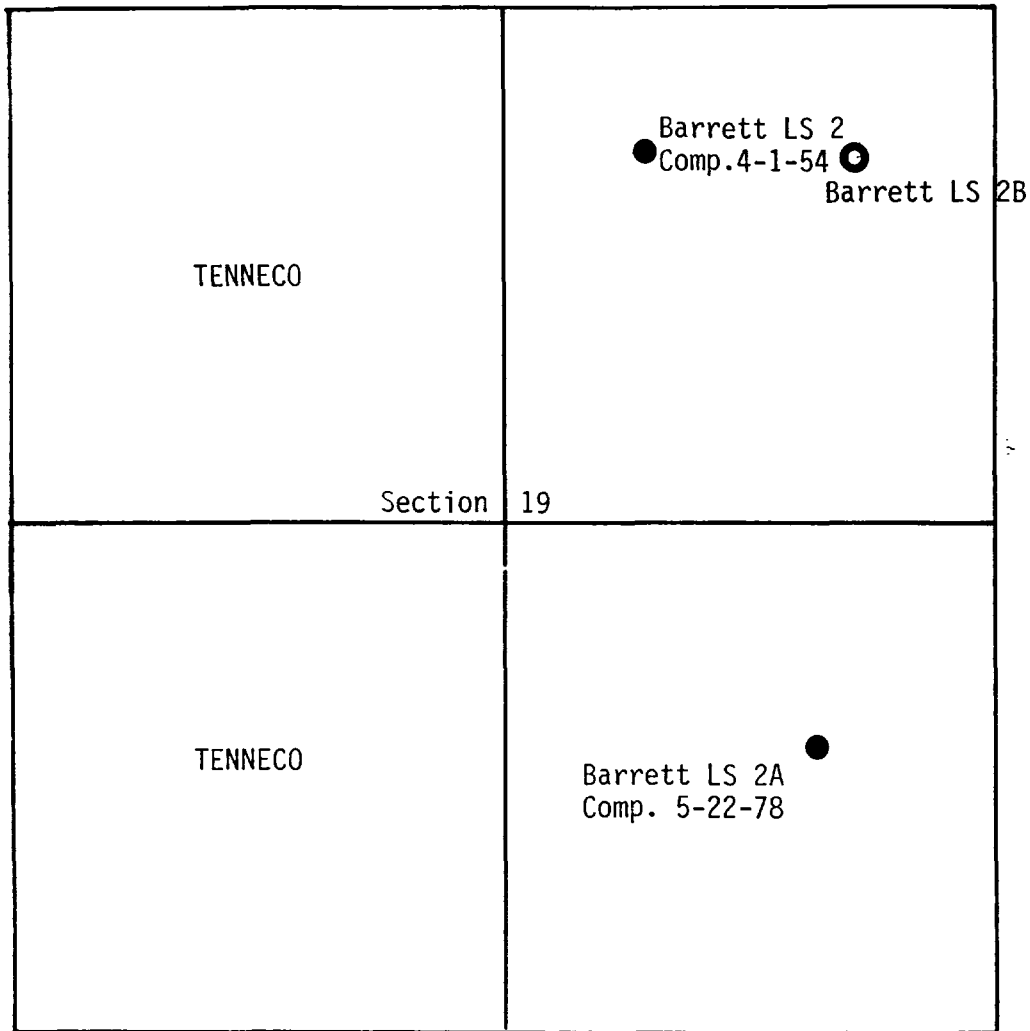 Barrett LS 2
Comp.4-1-54
Barrett LS 2B
TENNECO
Section 19
TENNECO
Barrett LS 2A
Comp. 5-22-78